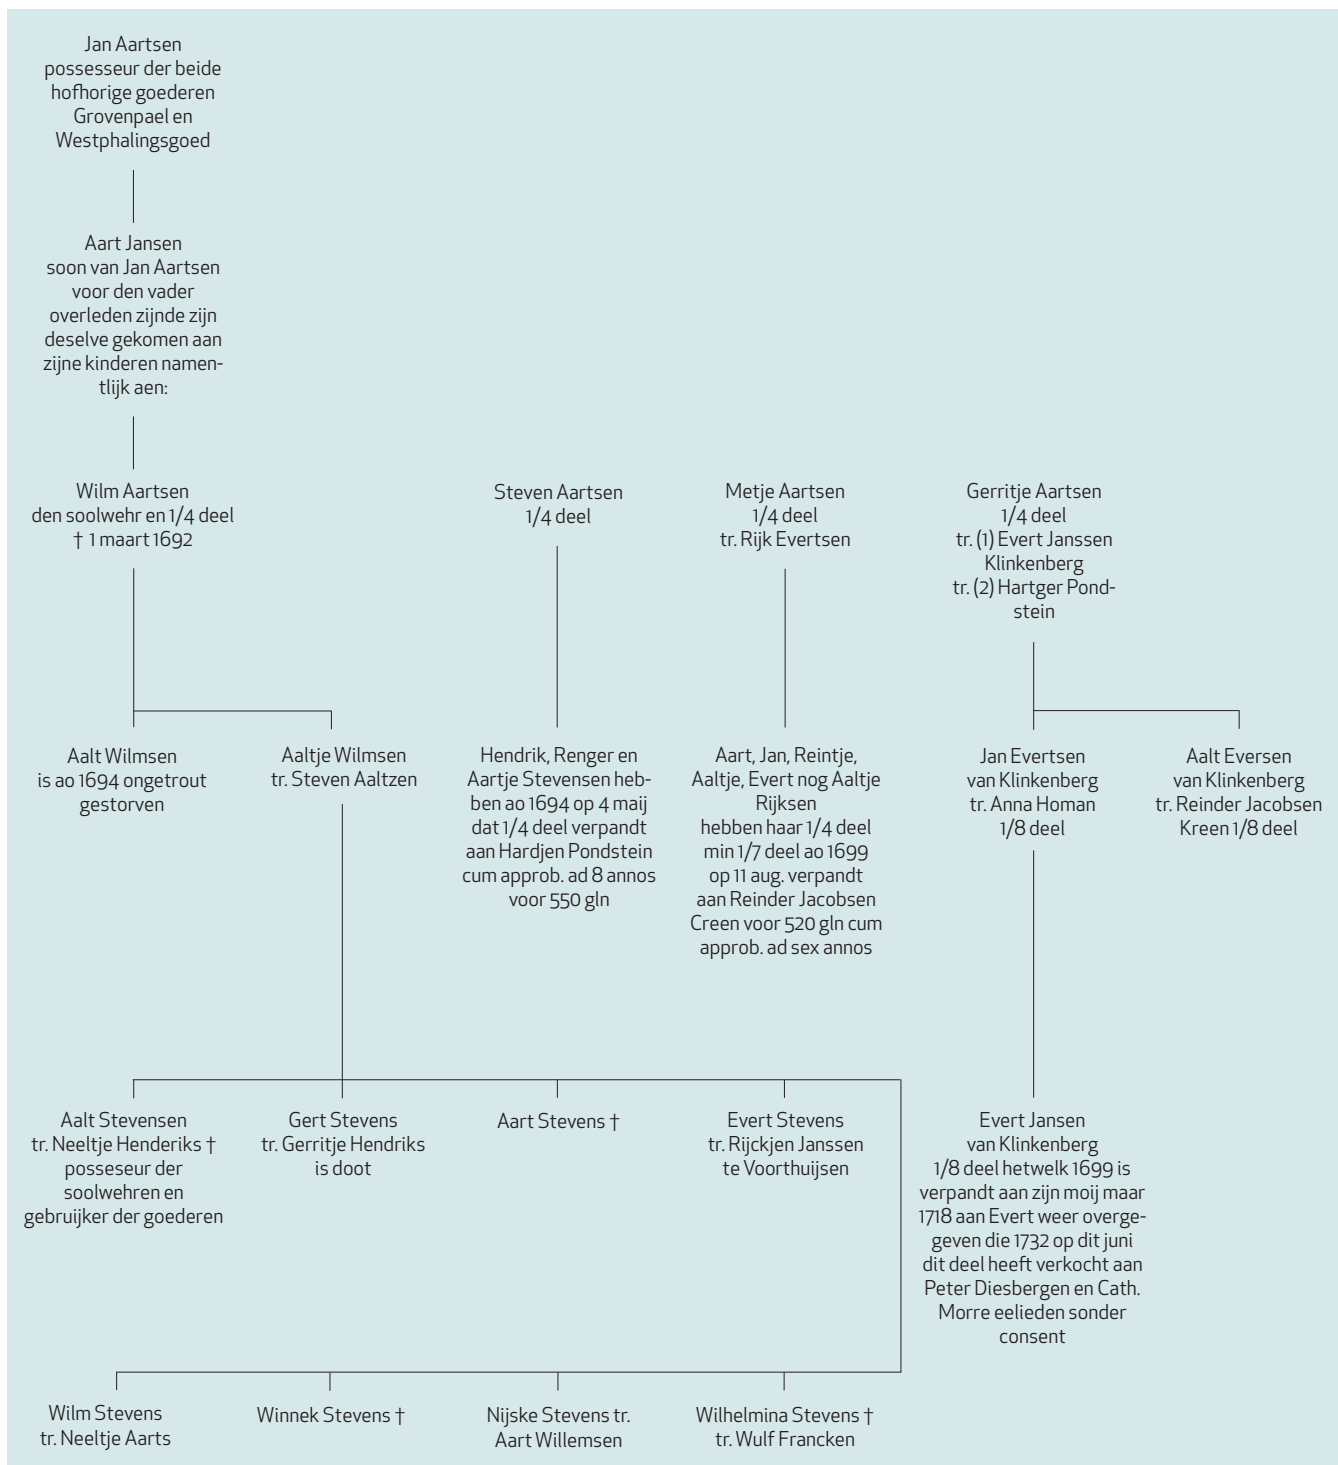 Jan Aartsen
possesseur der beide
hofhorige goederen
Grovenpael en
Westphalingsgoed
Aart Jansen
soon van Jan Aartsen
voor den vader
overleden zijnde zijn
deselve gekomen aan
zijne kinderen namen-
tlijk aen:
Wilm Aartsen
den soolwehr en 1/4 deel
† 1 maart 1692
Steven Aartsen
1/4 deel
Metje Aartsen
1/4 deel
tr. Rijk Evertsen
Gerritje Aartsen
1/4 deel
tr. (1) Evert Janssen
Klinkenberg
tr. (2) Hartger Pond-
stein
Aalt Wilmsen
is ao 1694 ongetrout
gestorven
Aaltje Wilmsen
tr. Steven Aaltzen
Hendrik, Renger en
Aartje Stevensen heb-
ben ao 1694 op 4 maij
dat 1/4 deel verpandt
aan Hardjen Pondstein
cum approb. ad 8 annos
voor 550 gln
Aart, Jan, Reintje,
Aaltje, Evert nog Aaltje
Rijksen
hebben haar 1/4 deel
min 1/7 deel ao 1699
op 11 aug. verpandt
aan Reinder Jacobsen
Creen voor 520 gln cum
approb. ad sex annos
Jan Evertsen
van Klinkenberg
tr. Anna Homan
1/8 deel
Aalt Eversen
van Klinkenberg
tr. Reinder Jacobsen
Kreen 1/8 deel
Aalt Stevensen
tr. Neeltje Henderiks †
posseseur der
soolwehren en
gebruijker der goederen
Gert Stevens
tr. Gerritje Hendriks
is doot
Aart Stevens †
Evert Stevens
tr. Rijckjen Janssen
te Voorthuijsen
Evert Jansen
van Klinkenberg
1/8 deel hetwelk 1699 is
verpandt aan zijn moij maar
1718 aan Evert weer overge-
geven die 1732 op dit juni
dit deel heeft verkocht aan
Peter Diesbergen en Cath.
Morre eelieden sonder
consent
Wilm Stevens
tr. Neeltje Aarts
Winnek Stevens †
Nijske Stevens tr.
Aart Willemsen
Wilhelmina Stevens †
tr. Wulf Francken